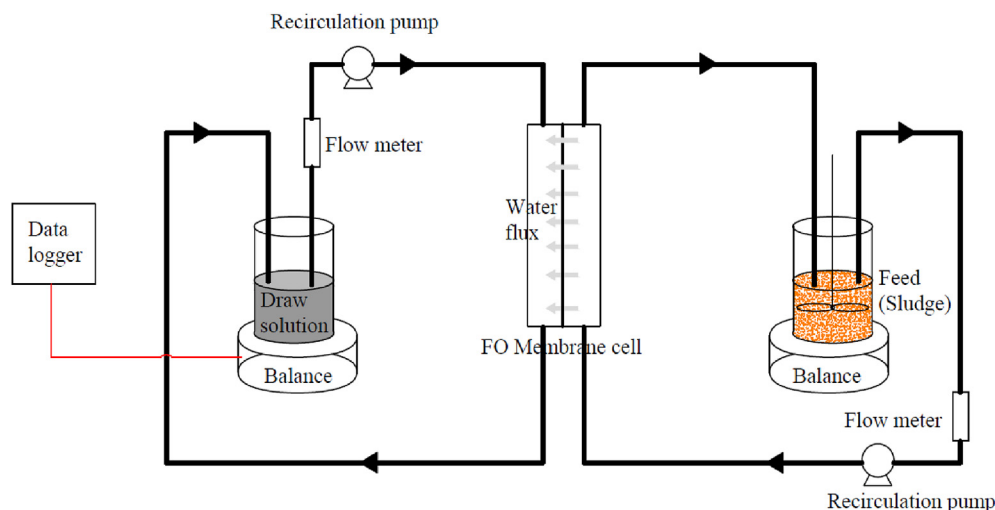 Recirculation pump
Flow meter
Data
logger
Draw
solution
Balance
Water
flux
FO Membrane cell
Feed
(Sludge)
Balance
Flow meter
Recirculation pump